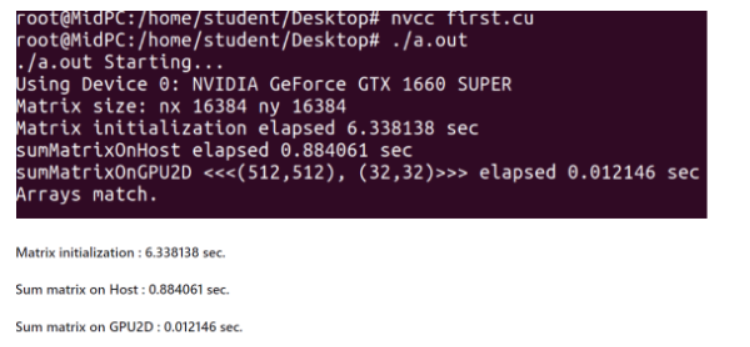 root@MidPC:/home/student/Desktop# nvcc first.cu
root@MidPC:/home/student/Desktop# ./a.out
./a.out Starting...
Using Device 0: NVIDIA GeForce GTX 1660 SUPER
Matrix size: nx 16384 ny 16384
Matrix initialization elapsed 6.338138 sec
sumMatrixOnHost elapsed 0.884061 sec
sumMatrixOnGPU2D <<<(512,512), (32,32)>>> elapsed 0.012146 sec
Arrays match.
Matrix initialization : 6.338138 sec.
Sum matrix on Host : 0.884061 sec.
Sum matrix on GPU2D : 0.012146 sec.